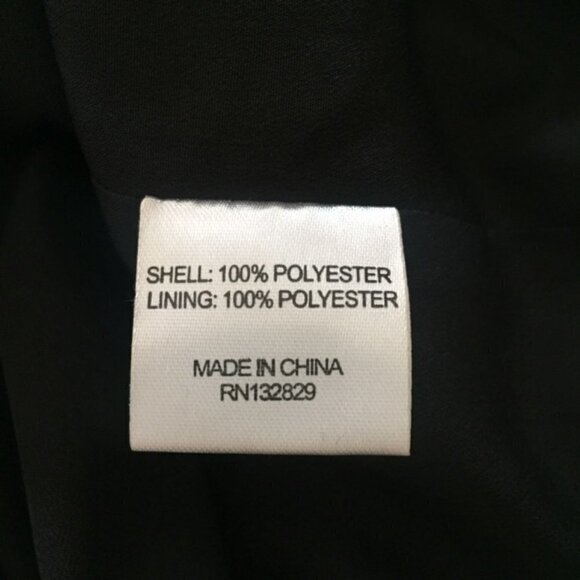 SHELL: 100% POLYESTER
LINING: 100% POLYESTER
MADE IN CHINA
RN132829